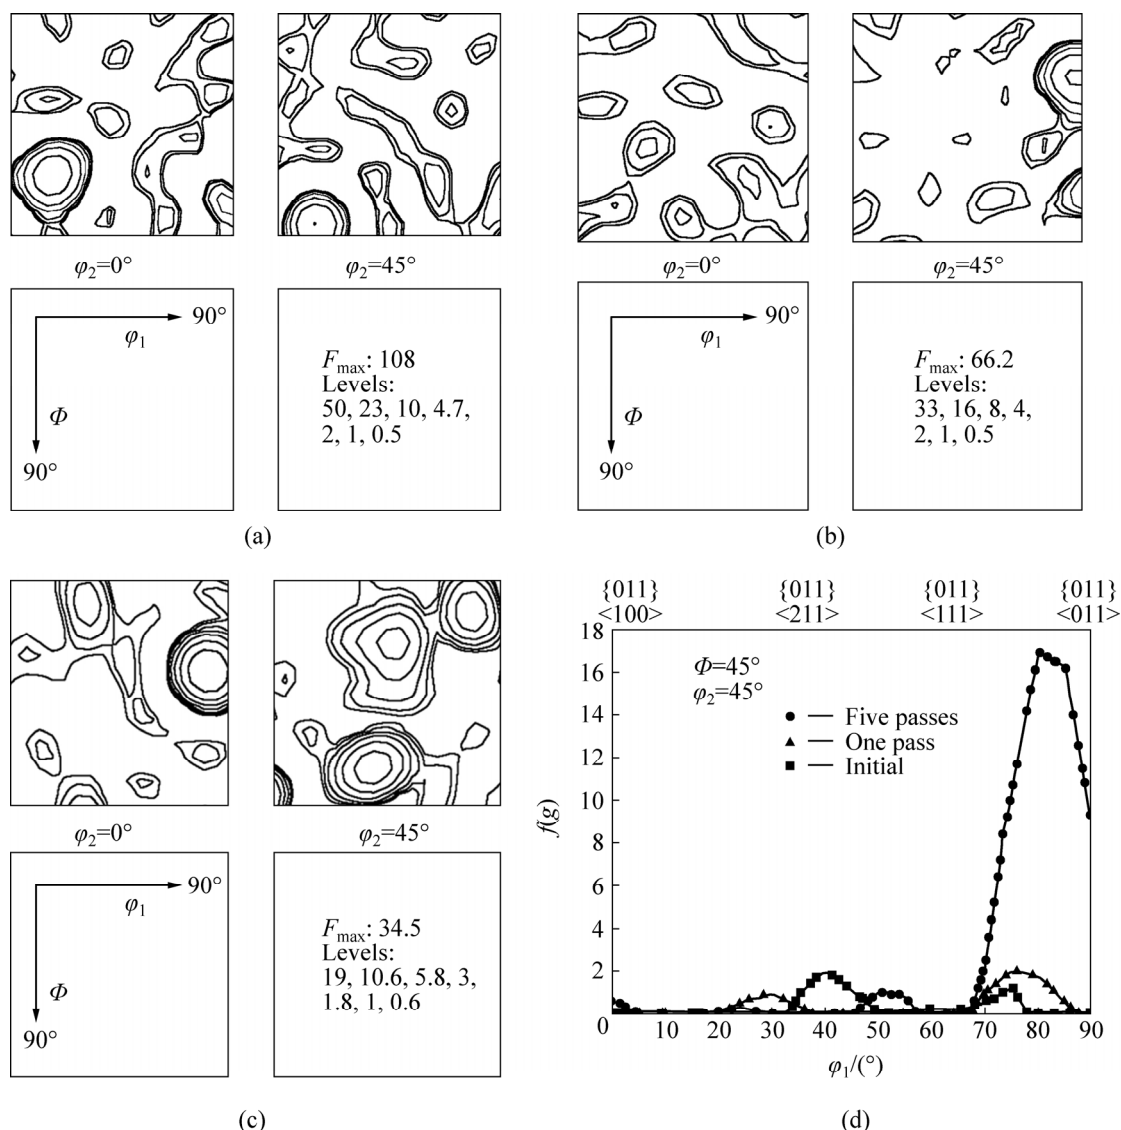 φ2=0°
φ2=45°
90°
φ1
Φ
90°
Fmax: 108
Levels:
50, 23, 10, 4.7,
2, 1, 0.5
(a)
φ2=0°
φ2=45°
90°
φ1
Φ
90°
Fmax: 66.2
Levels:
33, 16, 8, 4,
2, 1, 0.5
(b)
φ2=0°
φ2=45°
90°
φ1
Φ
90°
Fmax: 34.5
Levels:
19, 10.6, 5.8, 3,
1.8, 1, 0.6
(c)
{011} {011} {011} {011}
<100> <211> <111> <011>
18
16
14
12
10
8
6
4
2
f(g)
Φ=45°
φ2=45°
Five passes
One pass
Initial
0 10 20 30 40 50 60 70 80 90
φ1/(°)
(d)